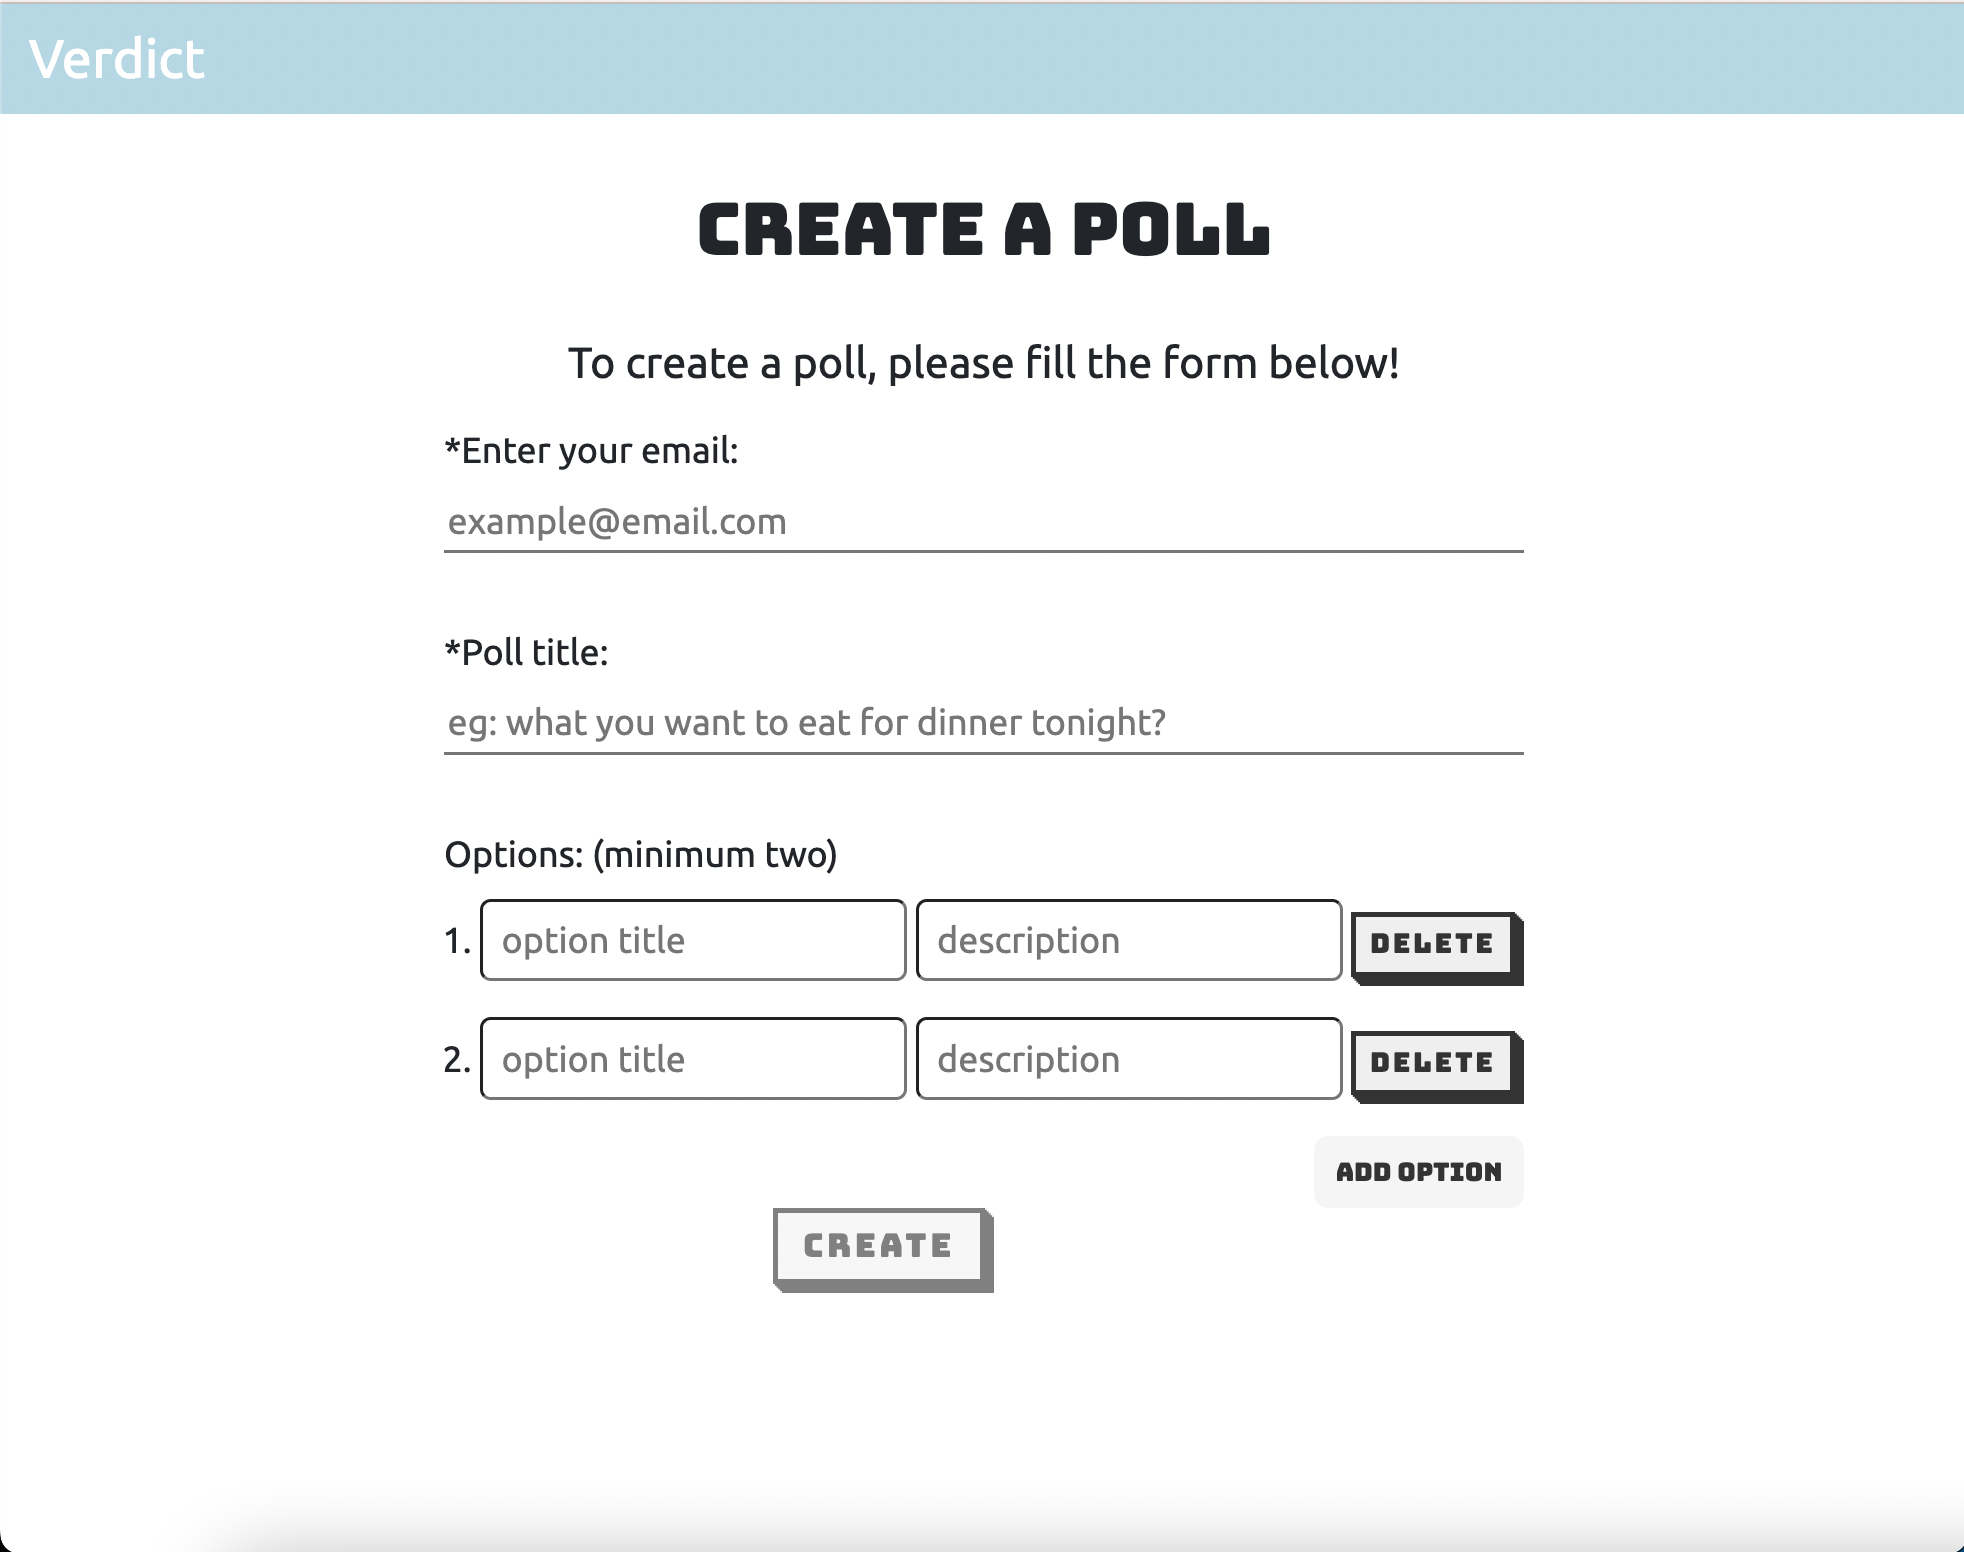 Verdict
CREATE A POLL
To create a poll, please fill the form below!
*Enter your email:
example@email.com
*Poll title:
eg: what you want to eat for dinner tonight?
Options: (minimum two)
1. option title description DELETE
2. option title description DELETE
ADD OPTION
CREATE